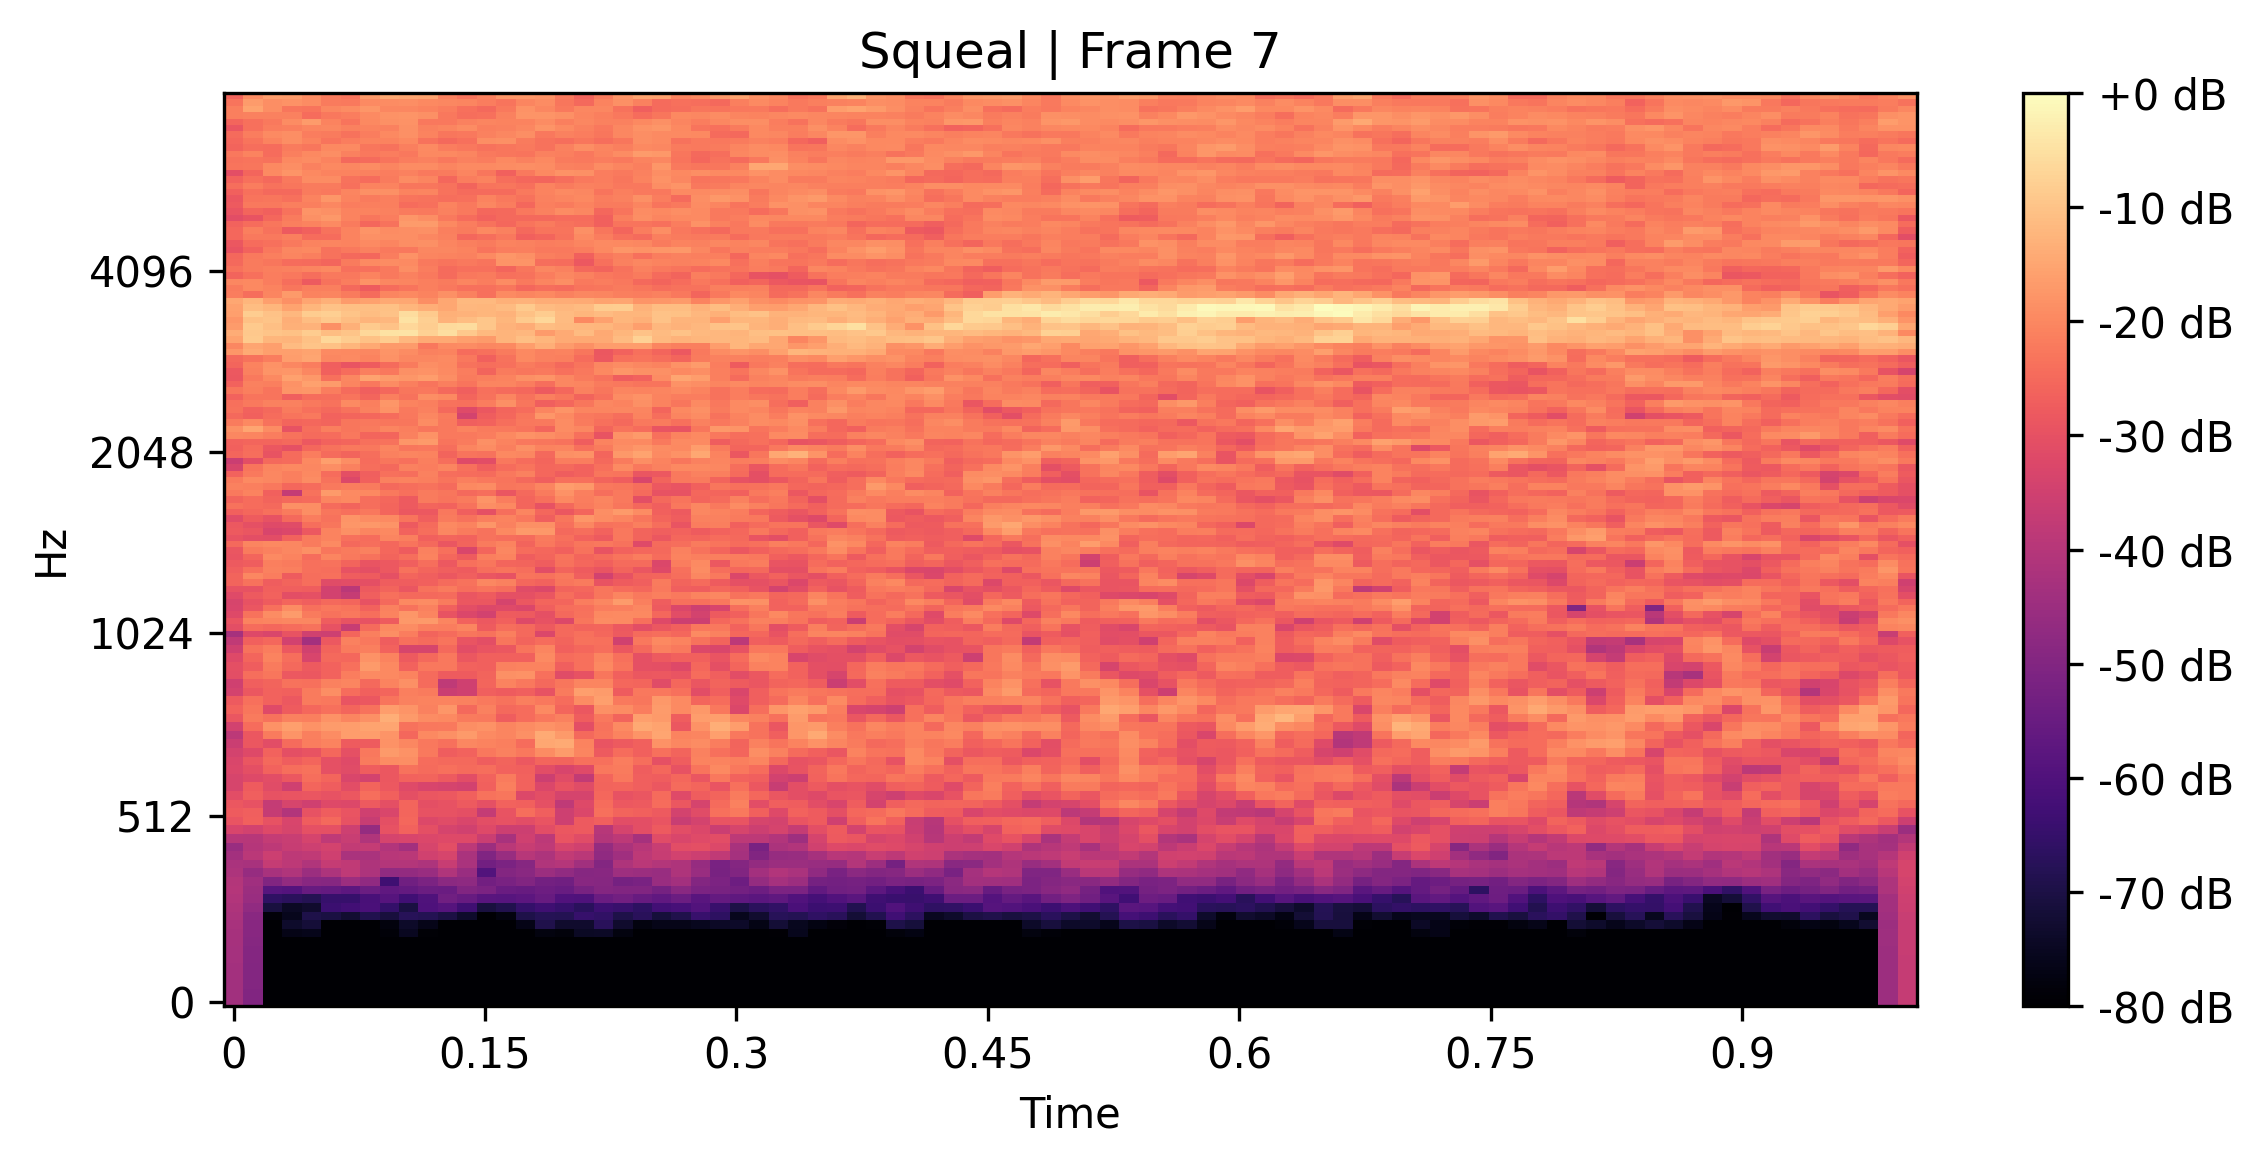 Squeal | Frame 7
+0 dB
-10 dB
-20 dB
-30 dB
-40 dB
-50 dB
-60 dB
-70 dB
-80 dB
Hz
4096
2048
1024
512
0
0
0.15
0.3
0.45
0.6
0.75
0.9
Time